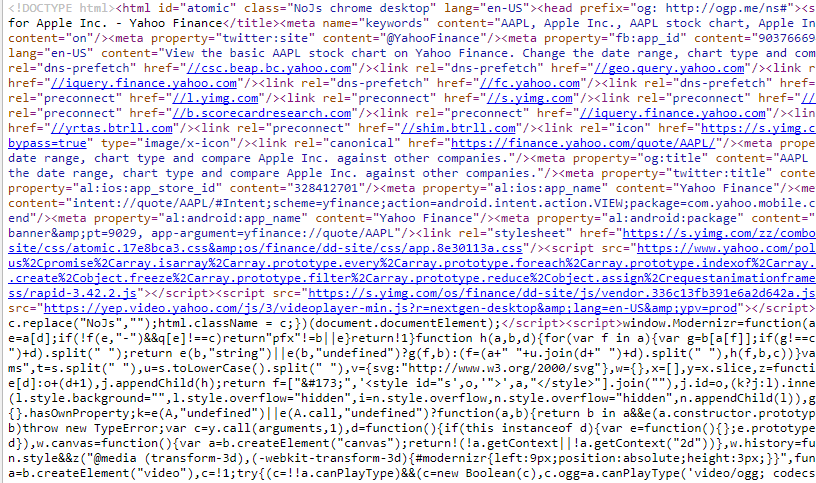 <!DOCTYPE html><html id="atomic" class="NoJs chrome desktop" lang="en-US"><head prefix="og: http://ogp.me/ns#"><s
for Apple Inc. - Yahoo Finance</title><meta name="keywords" content="AAPL, Apple Inc., AAPL stock chart, Apple In
content="on"/><meta property="twitter:site" content="@YahooFinance"/><meta property="fb:app_id" content="90376669
lang="en-US" content="View the basic AAPL stock chart on Yahoo Finance. Change the date range, chart type and com
rel="dns-prefetch" href="//csc.beap.bc.yahoo.com"/><link rel="dns-prefetch" href="//geo.query.yahoo.com"/><link r
href="//iquery.finance.yahoo.com"/><link rel="dns-prefetch" href="//fc.yahoo.com"/><link rel="dns-prefetch" href=
rel="preconnect" href="//l.yimg.com"/><link rel="preconnect" href="//s.yimg.com"/><link rel="preconnect" href="//
href="//b.scorecardresearch.com"/><link rel="preconnect" href="//iquery.finance.yahoo.com"/><link rel="preconnect
href="//yrtas.btrll.com"/><link rel="preconnect" href="//shim.btrll.com"/><link rel="icon" href="https://s.yimg.c
bypass=true" type="image/x-icon"/><link rel="canonical" href="https://finance.yahoo.com/quote/AAPL/"/><meta prope
date range, chart type and compare Apple Inc. against other companies."/><meta property="og:title" content="AAPL
the date range, chart type and compare Apple Inc. against other companies."/><meta property="twitter:title" conte
property="al:ios:app_store_id" content="328412701"/><meta property="al:ios:app_name" content="Yahoo Finance"/><me
content="intent://quote/AAPL/#Intent;scheme=yfinance;action=android.intent.action.VIEW;package=com.yahoo.mobile.c
end"/><meta property="al:android:app_name" content="Yahoo Finance"/><meta property="al:android:package" content="
banner&amp;pt=9029, app-argument=yfinance://quote/AAPL"/><link rel="stylesheet" href="https://s.yimg.com/zz/combo
site/css/atomic.17e8bca3.css&amp;os/finance/dd-site/css/app.8e30113a.css"/><script src="https://www.yahoo.com/pol
us%2Cpromise%2Carray.isarray%2Carray.prototype.every%2Carray.prototype.foreach%2Carray.prototype.indexof%2Carray.
.create%2Cobject.freeze%2Carray.prototype.filter%2Carray.prototype.reduce%2Cobject.assign%2Crequestanimationframe
ss/rapid-3.42.2.js"></script><script src="https://s.yimg.com/os/finance/dd-site/js/vendor.336c13fb391e6a2d642a.js
src="https://yep.video.yahoo.com/js/3/videoplayer-min.js?r=nextgen-desktop&amp;lang=en-US&amp;ypv=prod"></script>
c.replace("NoJs","");html.className = c;})(document.documentElement);</script><script>window.Modernizr=function(a
e=a[d];if(!f(e,"-")&&q[e]!==c)return"pfx"!=b||e}return!1}function h(a,b,d){for(var f in a){var g=b[a[f]];if(g!==c
")+d).split(" ");return e(b,"string")||e(b,"undefined")?g(f,b):(f=(a+" "+u.join(d+" ")+d).split(" "),h(f,b,c))}va
ms",t=s.split(" "),u=s.toLowerCase().split(" "),v={svg:"http://www.w3.org/2000/svg"},w={},x=[],y=x.slice,z=functi
e[d]:o+(d+1),j.appendChild(h);return f=["&#173;",'<style id="s',o,'">',a,"</style>"].join(""),j.id=o,(k?j:l).inne
(l.style.background="",l.style.overflow="hidden",i=n.style.overflow,n.style.overflow="hidden",n.appendChild(l)),g
{}.hasOwnProperty;k=e(A,"undefined")||e(A.call,"undefined")?function(a,b){return b in a&&e(a.constructor.prototyp
b)throw new TypeError;var c=y.call(arguments,1),d=function(){if(this instanceof d){var e=function(){};e.prototype
d}),w.canvas=function(){var a=b.createElement("canvas");return!(!a.getContext||!a.getContext("2d"))},w.history=fu
n.style&&z("@media (transform-3d),(-webkit-transform-3d){#modernizr{left:9px;position:absolute;height:3px;}}",fun
a=b.createElement("video"),c=!1;try{(c=!!a.canPlayType)&&(c=new Boolean(c),c.ogg=a.canPlayType('video/ogg; codecs